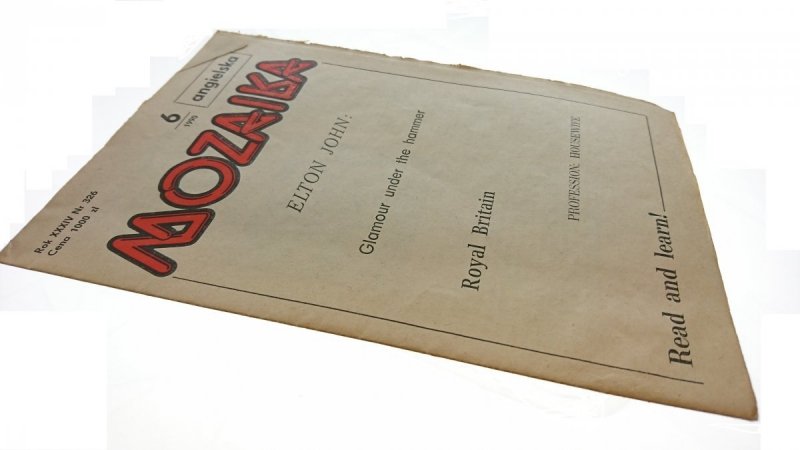 Rok XXXIV Nr 326
Cena 1000 zł
6
1990
angielska
MOZAIKA
ELTON JOHN:
Glamour under the hammer
Royal Britain
PROFESSION: HOUSEWIFE
Read and learn!